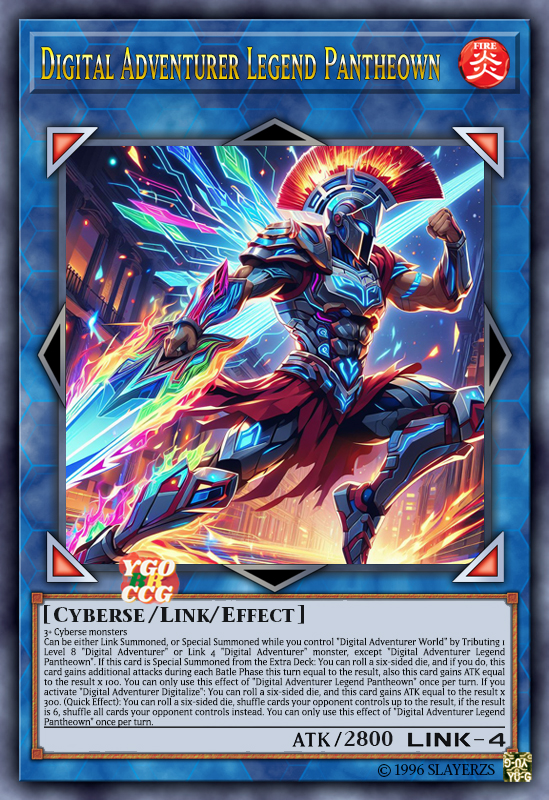 Digital Adventurer Legend Pantheown
FIRE
炎
YGO
CCG
[Cyberse/Link/Effect]
3+ Cyberse monsters
Can be either Link Summoned, or Special Summoned while you control "Digital Adventurer World" by Tributing 1
Level 8 "Digital Adventurer" or Link 4 "Digital Adventurer" monster, except "Digital Adventurer Legend
Pantheown". If this card is Special Summoned from the Extra Deck: You can roll a six-sided die, and if you do, this
card gains additional attacks during each Batle Phase this turn equal to the result, also this card gains ATK equal
to the result x 100. You can only use this effect of "Digital Adventurer Legend Pantheown" once per turn. If you
activate "Digital Adventurer Digitalize": You can roll a six-sided die, and this card gains ATK equal to the result x
300. (Quick Effect): You can roll a six-sided die, shuffle cards your opponent controls up to the result, if the result
is 6, shuffle all cards your opponent controls instead. You can only use this effect of "Digital Adventurer Legend
Pantheown" once per turn.
ATK/2800 LINK-4
© 1996 SLAYERZS